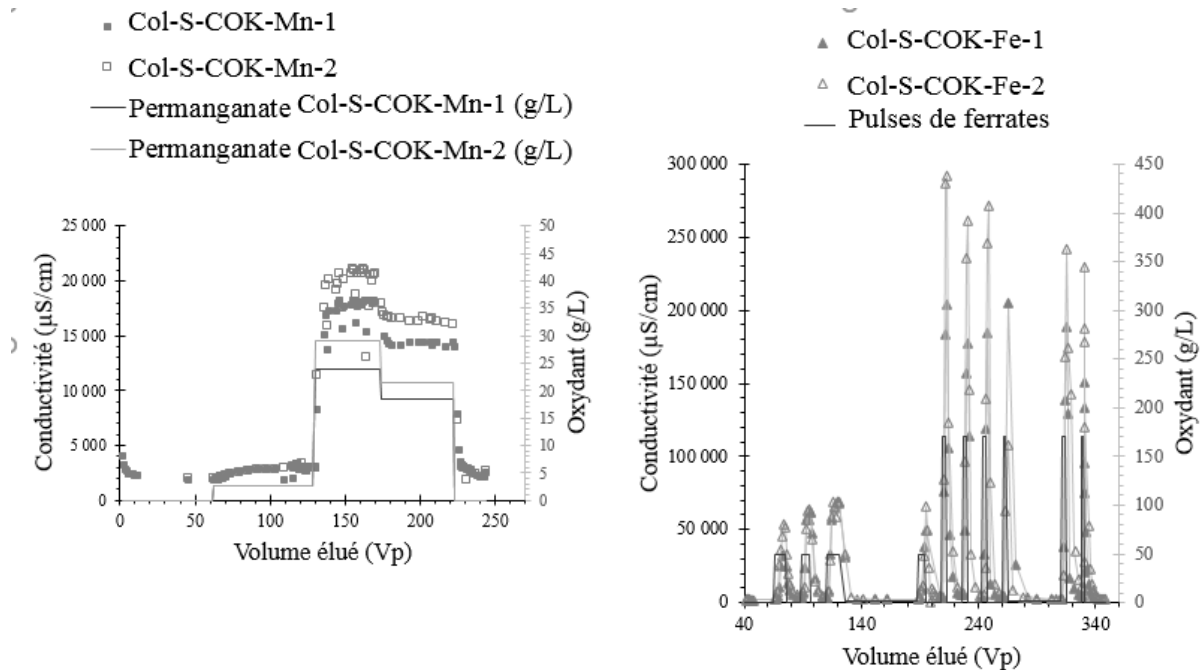 Col-S-COK-Mn-1
Col-S-COK-Mn-2
Permanganate Col-S-COK-Mn-1 (g/L)
Permanganate Col-S-COK-Mn-2 (g/L)
Conductivité (µS/cm)
25 000
20 000
15 000
10 000
5 000
0
50
45
40
35
30
25
20
15
10
5
0
Oxydant (g/L)
0 50 100 150 200 250
Volume élué (Vp)
Col-S-COK-Fe-1
Col-S-COK-Fe-2
Pulses de ferrates
Conductivité (µS/cm)
300 000
250 000
200 000
150 000
100 000
50 000
0
450
400
350
300
250
200
150
100
50
0
Oxydant (g/L)
40 140 240 340
Volume élué (Vp)